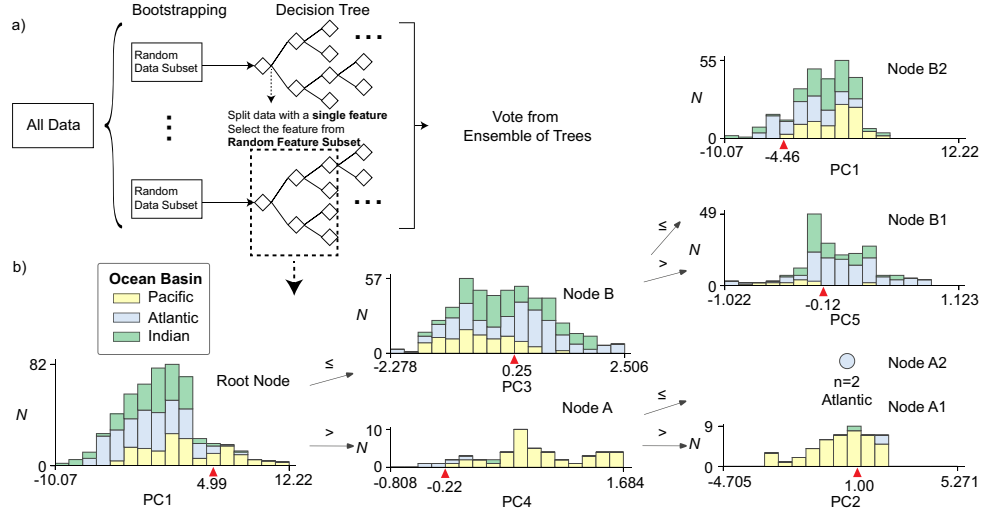 a)
Bootstrapping
Decision Tree
All Data
Random
Data Subset
Random
Data Subset
Split data with a single feature
Select the feature from
Random Feature Subset
Vote from
Ensemble of Trees
b)
Ocean Basin
Pacific
Atlantic
Indian
Root Node
82
N
0
-10.07
4.99
12.22
PC1
≤
>
Node B
57
N
0
-2.278
0.25
2.506
PC3
Node A
10
N
0
-0.808
-0.22
1.684
PC4
≤
>
≤
>
Node B2
55
N
0
-10.07
-4.46
12.22
PC1
Node B1
49
N
0
-1.022
-0.12
1.123
PC5
Node A2
n=2
Atlantic
Node A1
9
N
0
-4.705
1.00
5.271
PC2